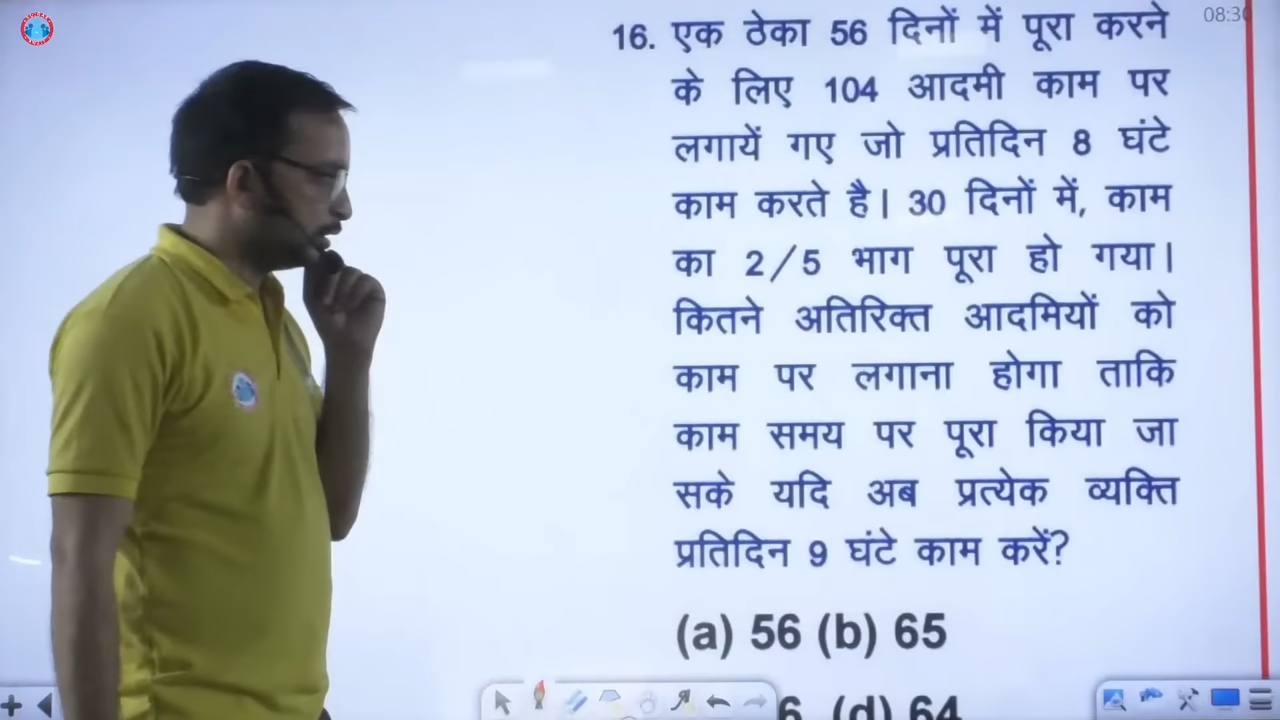 08:30
16. एक ठेका 56 दिनों में पूरा करने
के लिए 104 आदमी काम पर
लगायें गए जो प्रतिदिन 8 घंटे
काम करते है। 30 दिनों में, काम
का 2/5 भाग पूरा हो गया।
कितने अतिरिक्त आदमियों को
काम पर लगाना होगा ताकि
काम समय पर पूरा किया जा
सके यदि अब प्रत्येक व्यक्ति
प्रतिदिन 9 घंटे काम करें?
(a) 56 (b) 65
6 (d) 64